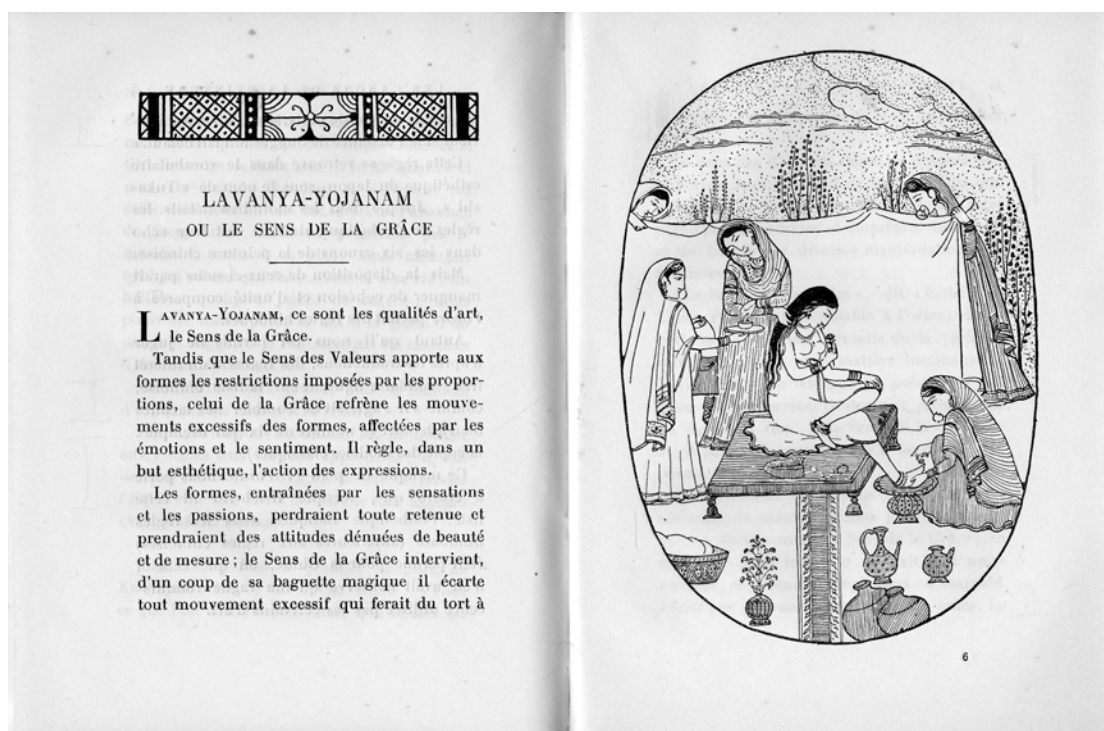 LAVANYA-YOJANAM
OU LE SENS DE LA GRÂCE
LAVANYA-YOJANAM, ce sont les qualités d'art,
le Sens de la Grâce.
Tandis que le Sens des Valeurs apporte aux
formes les restrictions imposées par les propor-
tions, celui de la Grâce refrène les mouve-
ments excessifs des formes, affectées par les
émotions et le sentiment. Il règle, dans un
but esthétique, l'action des expressions.
Les formes, entraînées par les sensations
et les passions, perdraient toute retenue et
prendraient des attitudes dénuées de beauté
et de mesure ; le Sens de la Grâce intervient,
d'un coup de sa baguette magique il écarte
tout mouvement excessif qui ferait du tort à
6